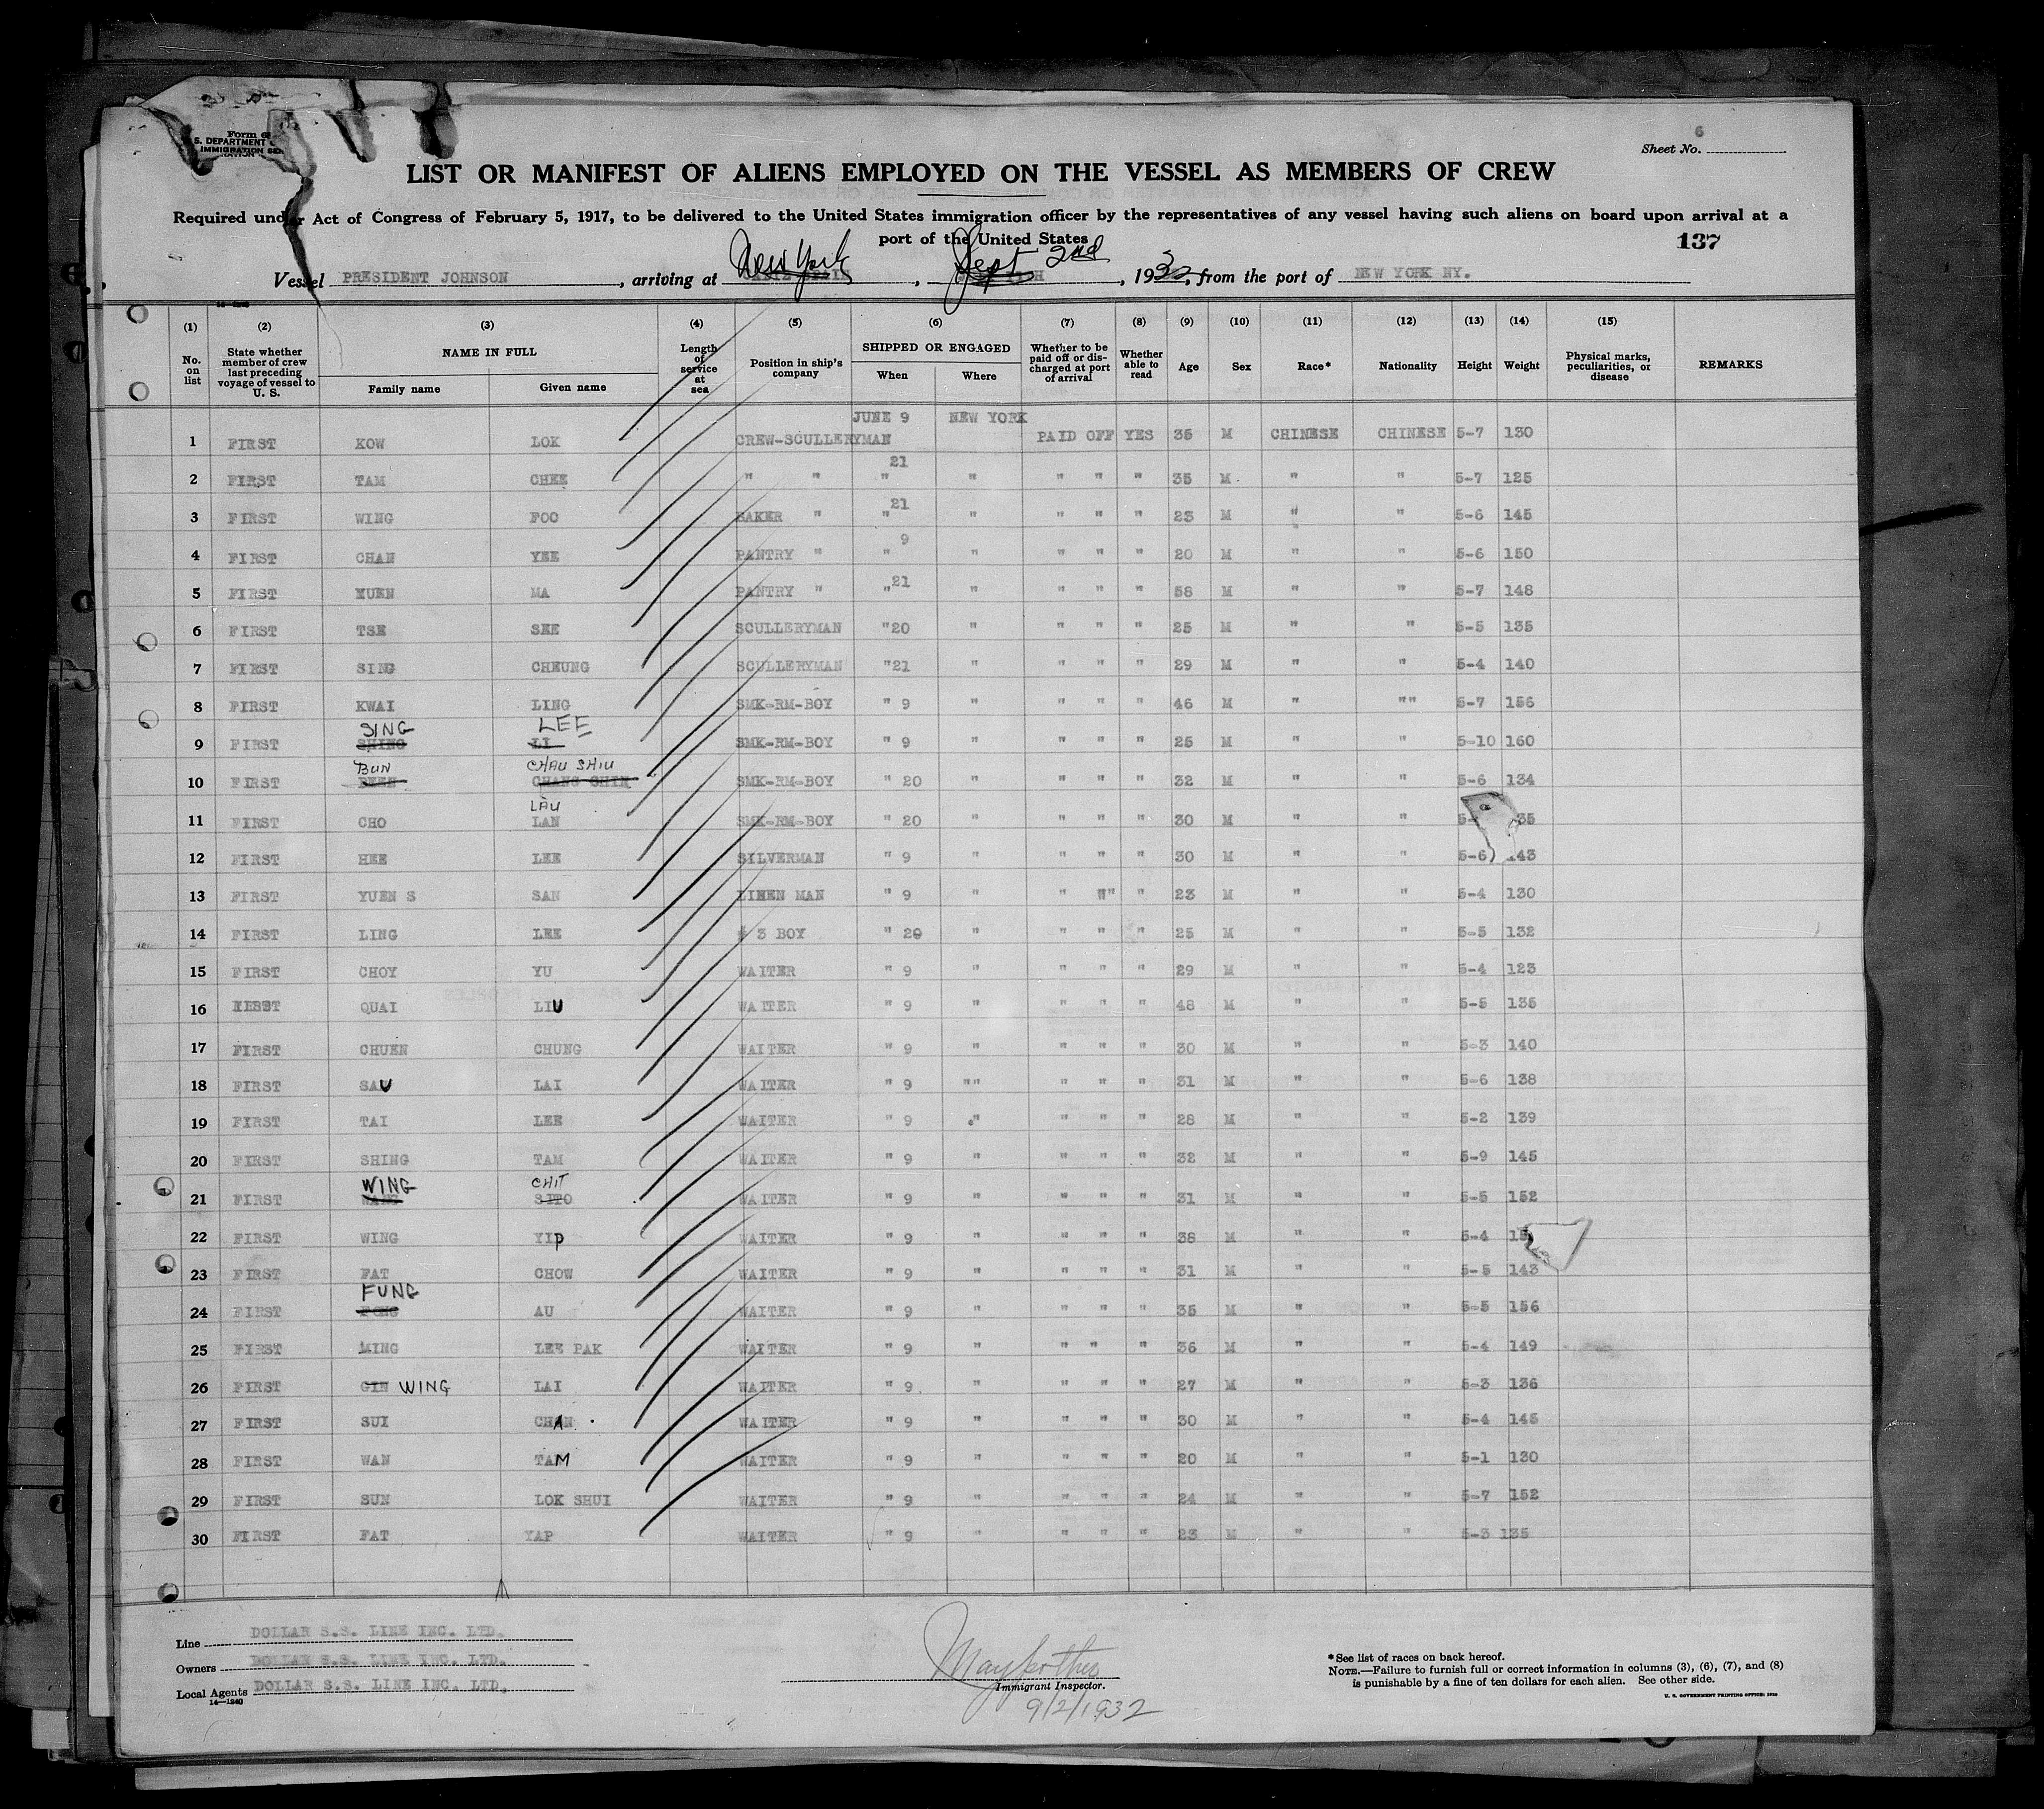 Form
S. DEPARTMENT
IMMIGRATION
Sheet No. 6
LIST OR MANIFEST OF ALIENS EMPLOYED ON THE VESSEL AS MEMBERS OF CREW
Required under Act of Congress of February 5, 1917, to be delivered to the United States immigration officer by the representatives of any vessel having such aliens on board upon arrival at a
port of the United States
137
Vessel PRESIDENT JOHNSON, arriving at New York, Sept 2nd, 1932, from the port of NEW YORK NY.
(1) (2) (3) (4) (5) (6) (7) (8) (9) (10) (11) (12) (13) (14) (15)
No. on list State whether member of crew last preceding voyage of vessel to U. S. NAME IN FULL Family name Given name Length of service at sea Position in ship's company SHIPPED OR ENGAGED When Where Whether to be paid off or discharged at port of arrival Whether able to read Age Sex Race* Nationality Height Weight Physical marks, peculiarities, or disease REMARKS
JUNE 9 NEW YORK
1 FIRST KOW LOK CREW-SCULLERYMAN PAID OFF YES 35 M CHINESE CHINESE 5-7 130
2 FIRST TAM CHEE " " " 21 " " " " 35 M " " 5-7 125
3 FIRST WING FOO BAKER " " 21 " " " " 23 M " " 5-6 145
4 FIRST CHAN YEE PANTRY " " 9 " " " " 20 M " " 5-6 150
5 FIRST YUEN MA PANTRY " " 21 " " " " 58 M " " 5-7 148
6 FIRST TSE SEE SCULLERYMAN "20 " " " " 25 M " " 5-5 135
7 FIRST SING CHEUNG SCULLERYMAN "21 " " " " 29 M " " 5-4 140
8 FIRST KWAI LING SMK-RM-BOY " 9 " " " " 46 M " "" 5-7 156
9 FIRST SHING SING LI LEE SMK-RM-BOY " 9 " " " " 25 M " " 5-10 160
10 FIRST BUN CHANG SHIN CHAU SHIU SMK-RM-BOY " 20 " " " " 32 M " " 5-6 134
11 FIRST CHO LAN LAU SMK-RM-BOY " 20 " " " " 30 M " " 5- 35
12 FIRST HEE LEE SILVERMAN " 9 " " " " 30 M " " 5-6 143
13 FIRST YUEN S SAN LINEN MAN " 9 " " "" " 23 M " " 5-4 130
14 FIRST LING LEE # 3 BOY " 20 " " " " 25 M " " 5-5 132
15 FIRST CHOY YU WAITER " 9 " " " " 29 M " " 5-4 123
16 FIRST QUAI LIU WAITER " 9 " " " " 48 M " " 5-5 135
17 FIRST CHUEN CHUNG WAITER " 9 " " " " 30 M " " 5-3 140
18 FIRST SAU LAI WAITER " 9 "" " " " 31 M " " 5-6 138
19 FIRST TAI LEE WAITER " 9 " " " " 28 M " " 5-2 139
20 FIRST SHING TAM WAITER " 9 " " " " 32 M " " 5-9 145
21 FIRST WING SITO CHIT WAITER " 9 " " " " 31 M " " 5-5 152
22 FIRST WING YIP WAITER " 9 " " " " 38 M " " 5-4
23 FIRST FAT CHOW WAITER " 9 " " " " 31 M " " 5-5 143
24 FIRST FUNG AU WAITER " 9 " " " " 35 M " " 5-5 156
25 FIRST MING LEE PAK WAITER " 9 " " " " 36 M " " 5-4 149
26 FIRST GIN WING LAI WAITER " 9 " " " " 27 M " " 5-3 136
27 FIRST SUI CHAN WAITER " 9 " " " " 30 M " " 5-4 145
28 FIRST WAN TAM WAITER " 9 " " " " 20 M " " 5-1 130
29 FIRST SUN LOK SHUI WAITER " 9 " " " " 24 M " " 5-7 152
30 FIRST FAT YAP WAITER " 9 " " " " 23 M " " 5-3 135
Line DOLLAR S.S. LINE INC. LTD.
Owners DOLLAR S.S. LINE INC. LTD.
Local Agents DOLLAR S.S. LINE INC. LTD.
14—1240
Immigrant Inspector.
9/2/1932
*See list of races on back hereof.
NOTE.—Failure to furnish full or correct information in columns (3), (6), (7), and (8)
is punishable by a fine of ten dollars for each alien. See other side.
U. S. GOVERNMENT PRINTING OFFICE: